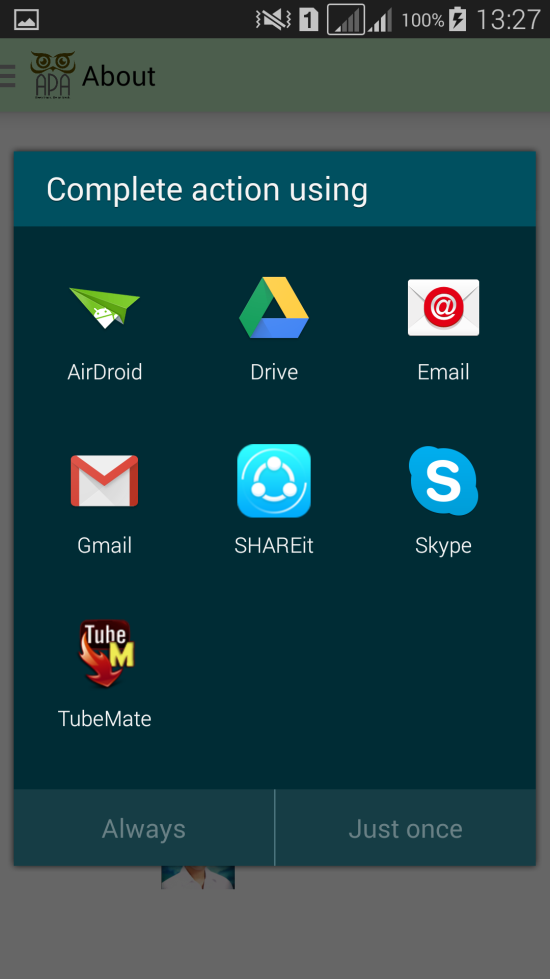 1 100% 13:27
APA About
Complete action using
AirDroid Drive Email
@
Gmail SHAREit Skype
S
Tube
M
TubeMate
Always Just once